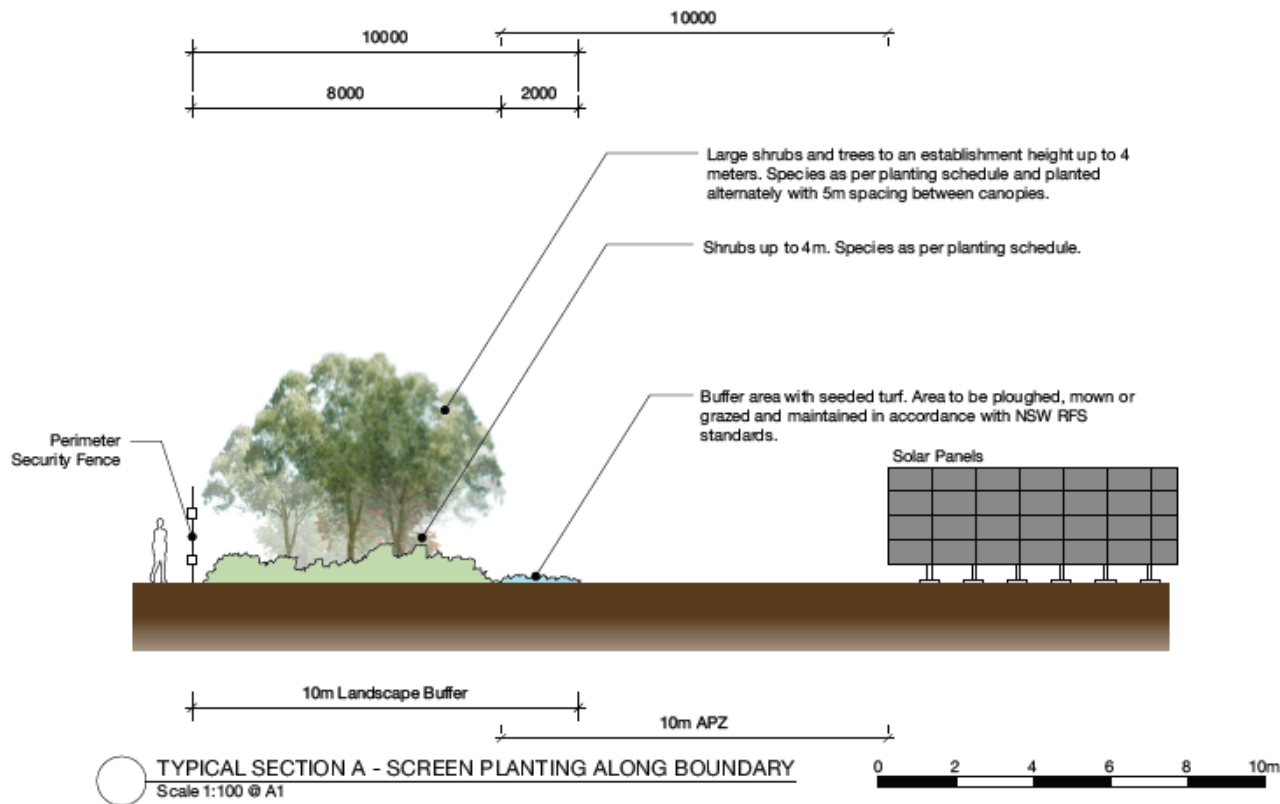 10000
10000
8000
2000
Large shrubs and trees to an establishment height up to 4
meters. Species as per planting schedule and planted
alternately with 5m spacing between canopies.
Shrubs up to 4m. Species as per planting schedule.
Buffer area with seeded turf. Area to be ploughed, mown or
grazed and maintained in accordance with NSW RFS
standards.
Perimeter
Security Fence
Solar Panels
10m Landscape Buffer
10m APZ
TYPICAL SECTION A - SCREEN PLANTING ALONG BOUNDARY
Scale 1:100 @ A1
0 2 4 6 8 10m